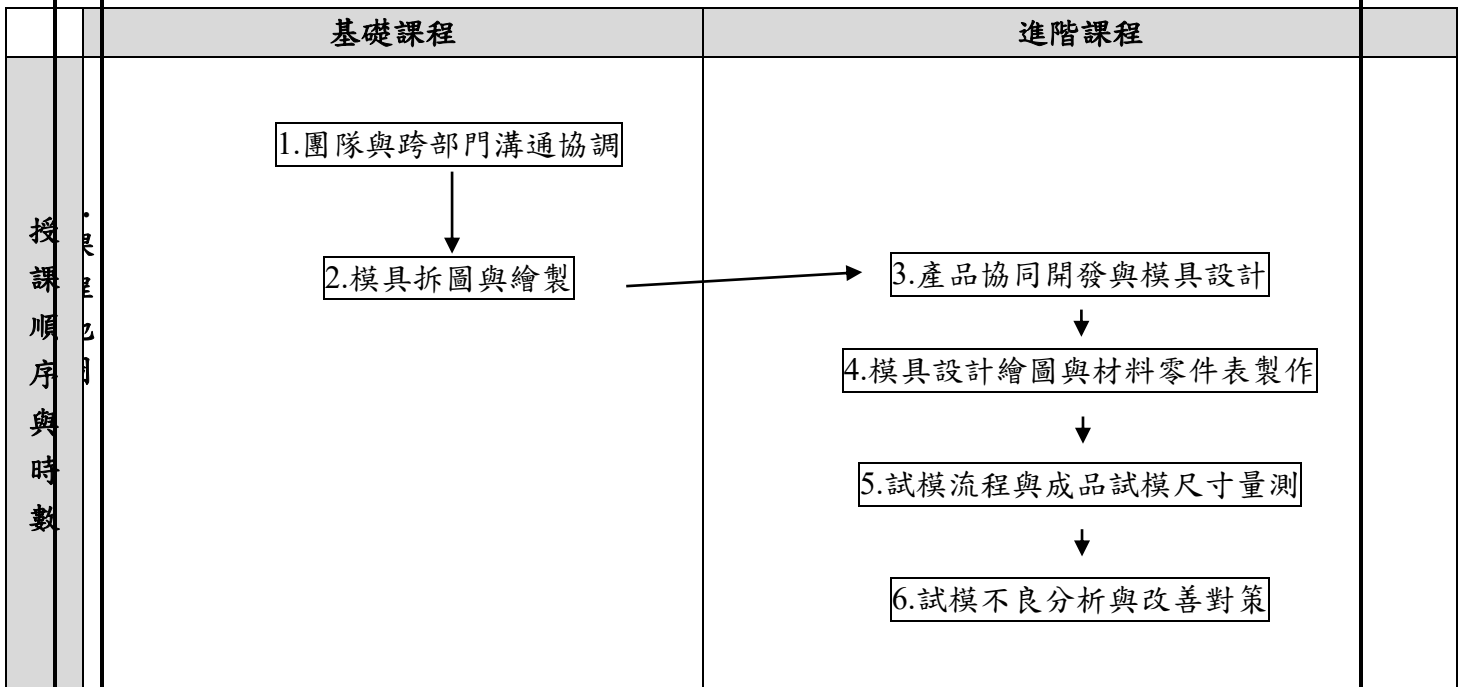 基礎課程
進階課程
授課順序與時數
1.團隊與跨部門溝通協調
2.模具拆圖與繪製
3.產品協同開發與模具設計
4.模具設計繪圖與材料零件表製作
5.試模流程與成品試模尺寸量測
6.試模不良分析與改善對策